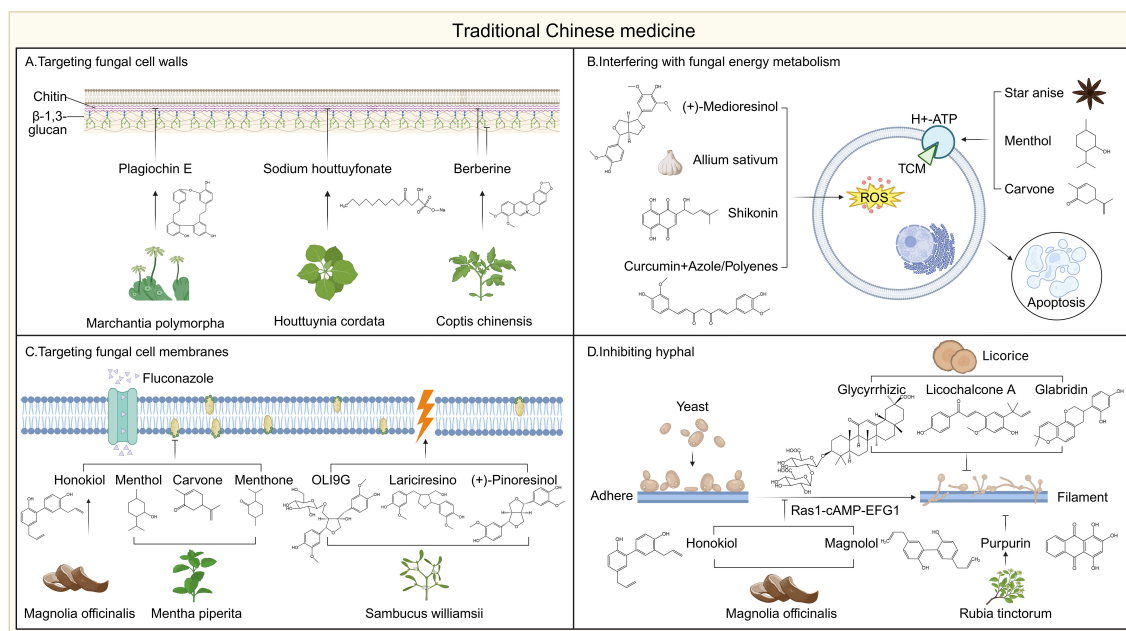 Traditional Chinese medicine
A.Targeting fungal cell walls
Chitin
β-1,3-
glucan
Plagiochin E
Sodium houttuyfonate
Berberine
Marchantia polymorpha
Houttuynia cordata
Coptis chinensis
B.Interfering with fungal energy metabolism
(+)-Medioresinol
Allium sativum
Shikonin
Curcumin+Azole/Polyenes
H+-ATP
TCM
ROS
Star anise
Menthol
Carvone
Apoptosis
C.Targeting fungal cell membranes
Fluconazole
Honokiol
Menthol
Carvone
Menthone
OLI9G
Lariciresino
(+)-Pinoresinol
Magnolia officinalis
Mentha piperita
Sambucus williamsii
D.Inhibiting hyphal
Licorice
Glycyrrhizic
Licochalcone A
Glabridin
Yeast
Adhere
Ras1-cAMP-EFG1
Filament
Honokiol
Magnolol
Purpurin
Magnolia officinalis
Rubia tinctorum